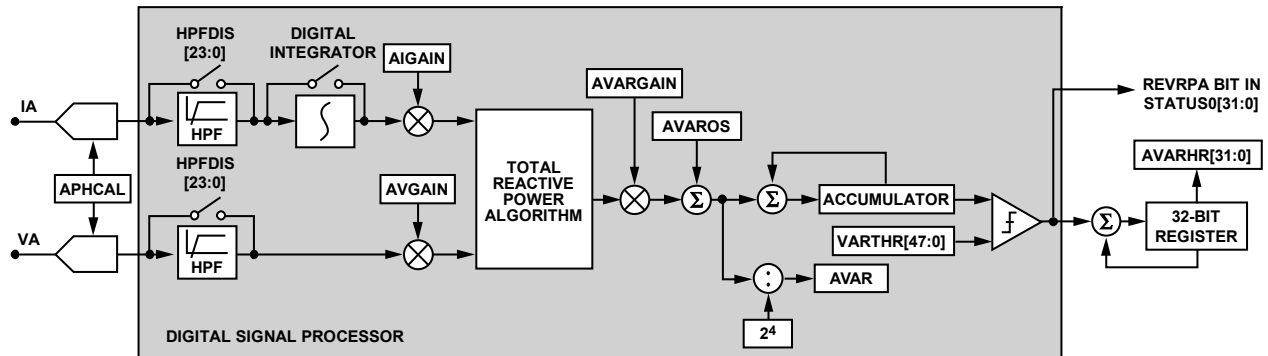 HPFDIS
[23:0]
DIGITAL
INTEGRATOR
AIGAIN
AVARGAIN
REVRPA BIT IN
STATUS0[31:0]
IA
HPF
AVAROS
AVARHR[31:0]
APHCAL
HPFDIS
[23:0]
AVGAIN
TOTAL
REACTIVE
POWER
ALGORITHM
Σ
Σ
ACCUMULATOR
Σ
32-BIT
REGISTER
VA
HPF
VARTHR[47:0]
:
AVAR
2⁴
DIGITAL SIGNAL PROCESSOR